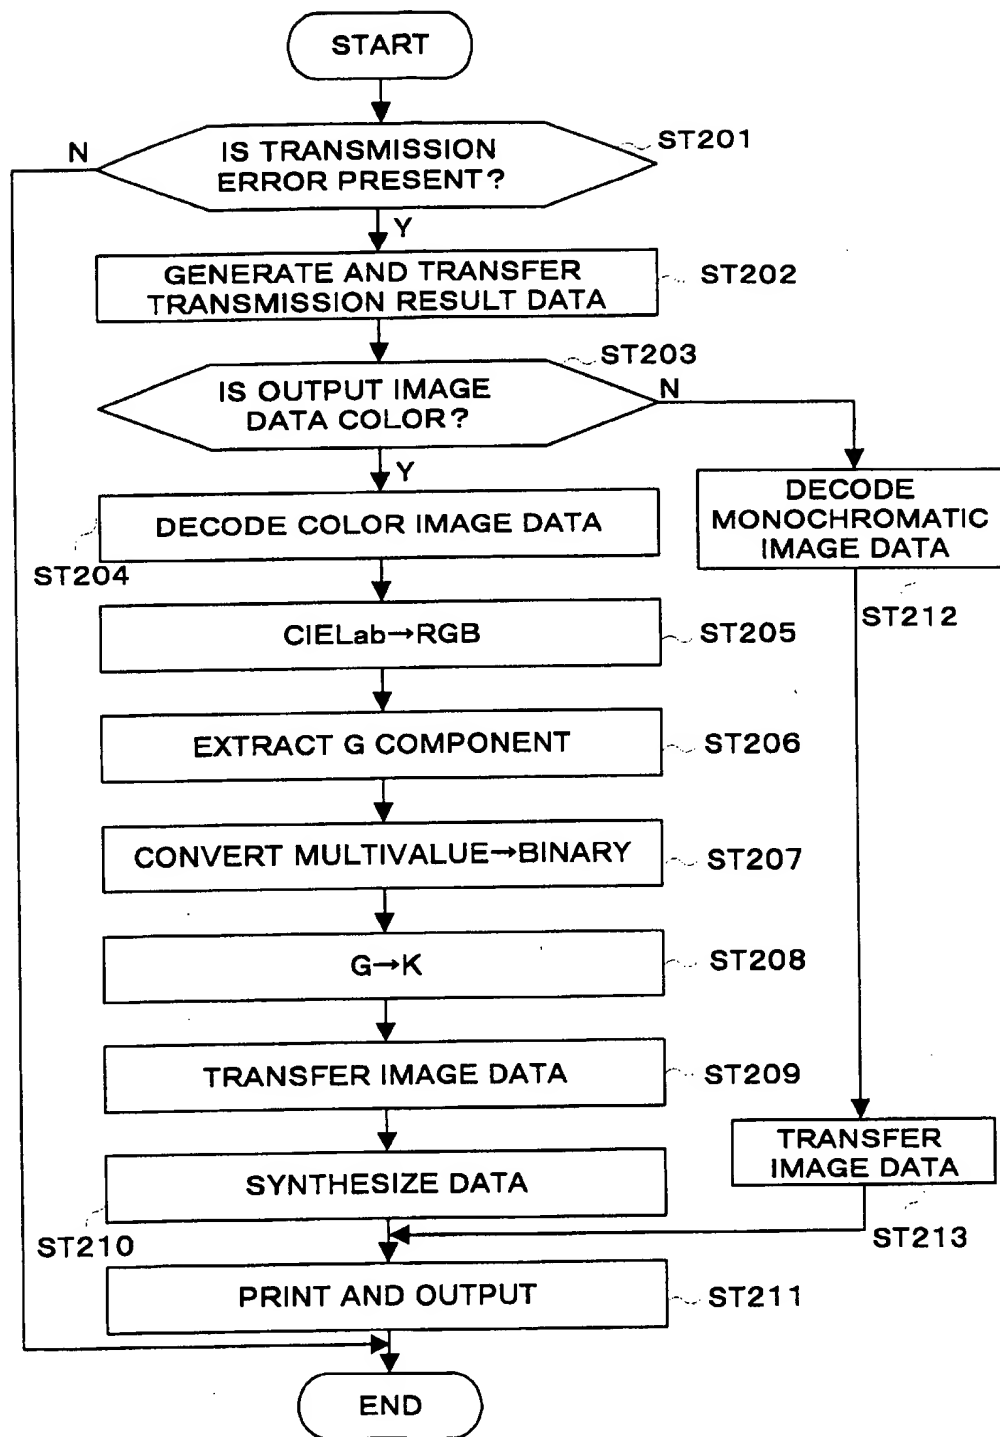 START
N
IS TRANSMISSION
ERROR PRESENT?
ST201
Y
GENERATE AND TRANSFER
TRANSMISSION RESULT DATA
ST202
ST203
IS OUTPUT IMAGE
DATA COLOR?
N
Y
DECODE COLOR IMAGE DATA
ST204
DECODE
MONOCHROMATIC
IMAGE DATA
ST212
CIELab→RGB
ST205
EXTRACT G COMPONENT
ST206
CONVERT MULTIVALUE→BINARY
ST207
G→K
ST208
TRANSFER IMAGE DATA
ST209
TRANSFER
IMAGE DATA
ST213
SYNTHESIZE DATA
ST210
PRINT AND OUTPUT
ST211
END